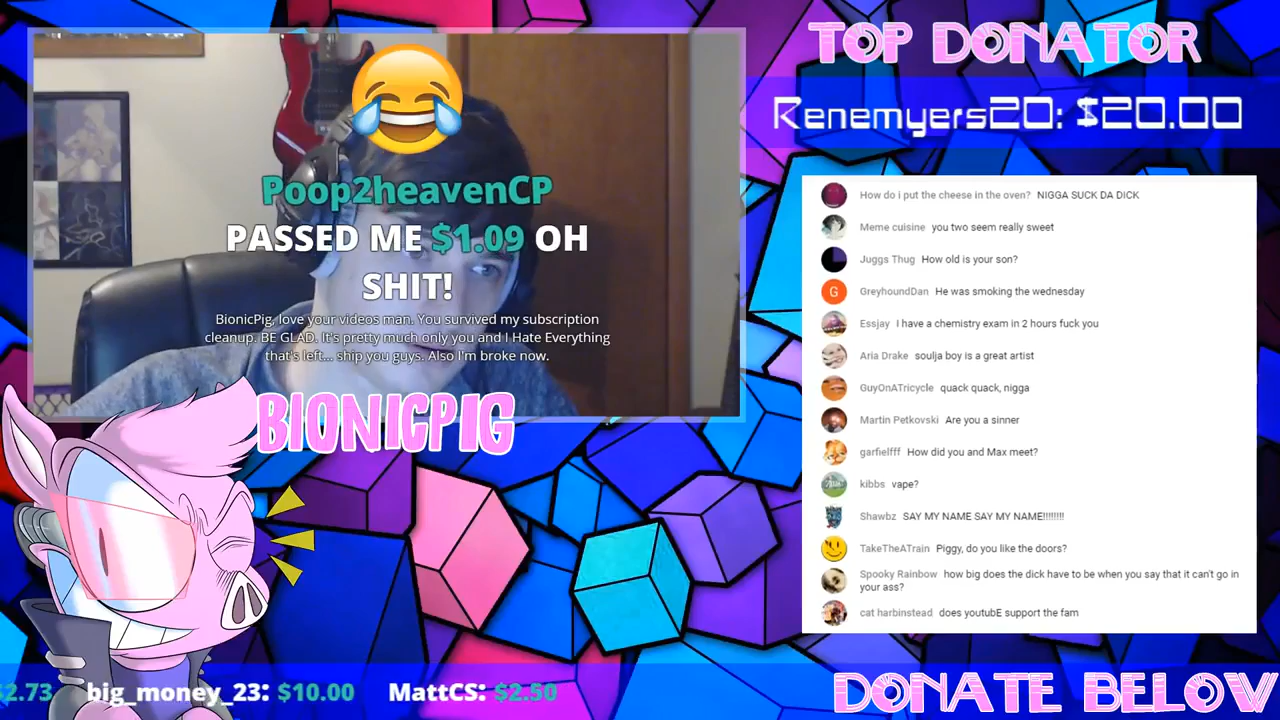 TOP DONATOR
Renemyers20: $20.00
Poop2heavenCP
PASSED ME $1.09 OH
SHIT!
BionicPig, love your videos man. You survived my subscription
cleanup. BE GLAD. It's pretty much only you and I Hate Everything
that's left... ship you guys. Also I'm broke now.
BIONICPIG
How do i put the cheese in the oven? NIGGA SUCK DA DICK
Meme cuisine you two seem really sweet
Juggs Thug How old is your son?
G GreyhoundDan He was smoking the wednesday
Essjay I have a chemistry exam in 2 hours fuck you
Aria Drake soulja boy is a great artist
GuyOnATricycle quack quack, nigga
Martin Petkovski Are you a sinner
garfielfff How did you and Max meet?
kibbs vape?
Shawbz SAY MY NAME SAY MY NAME!!!!!!!!
TakeTheATrain Piggy, do you like the doors?
Spooky Rainbow how big does the dick have to be when you say that it can't go in
your ass?
cat harbinstead does youtubE support the fam
2.73 big_money_23: $10.00 MattCS: $2.50
DONATE BELOW